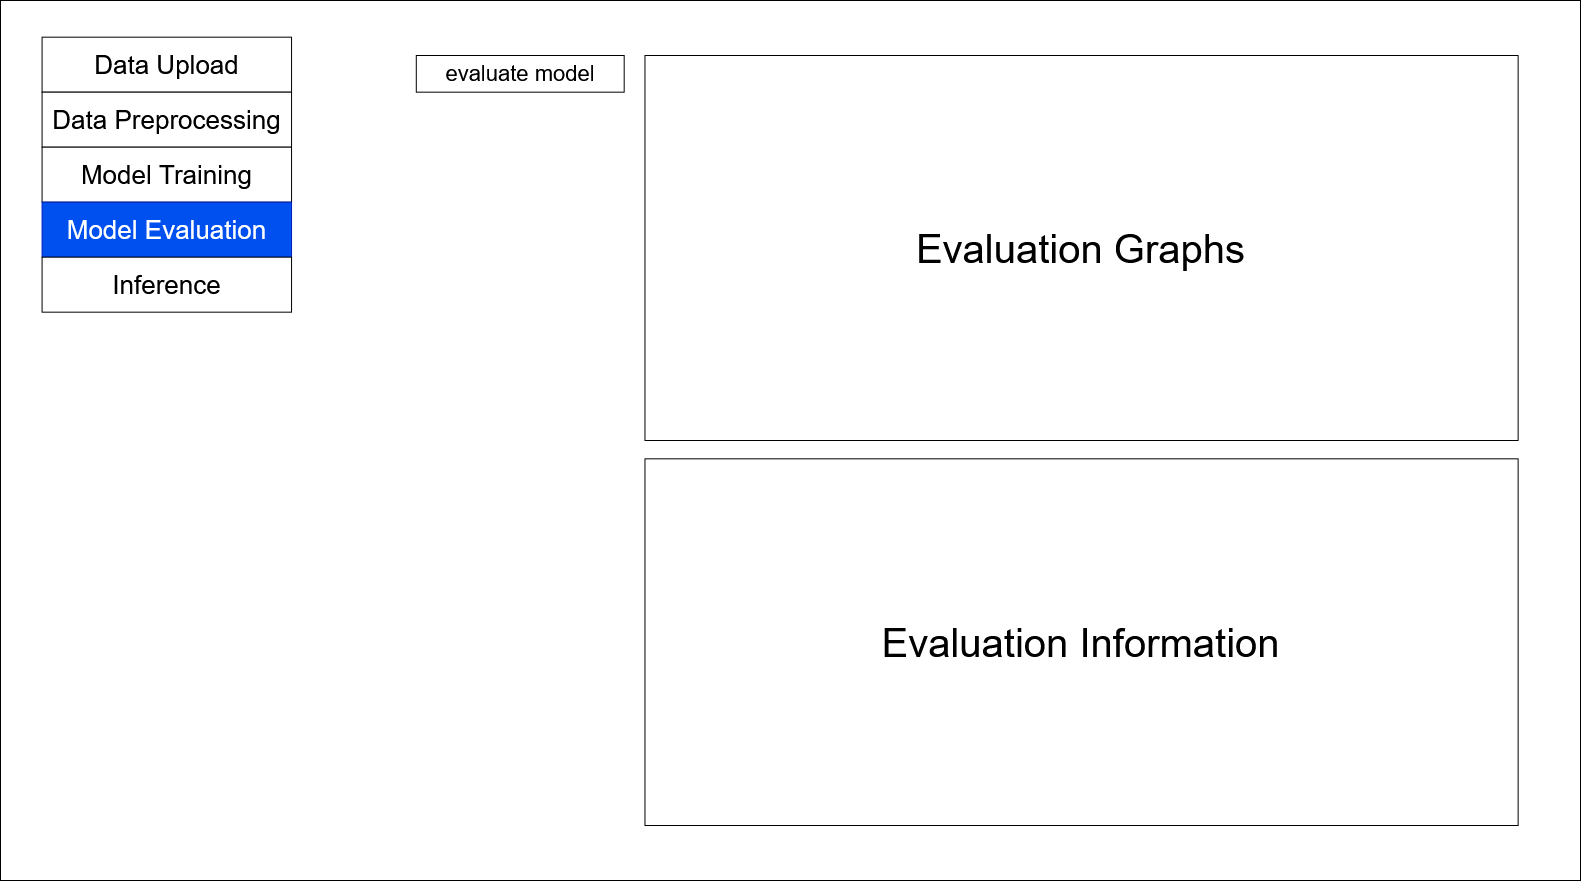 Data Upload
Data Preprocessing
Model Training
Model Evaluation
Inference
evaluate model
Evaluation Graphs
Evaluation Information